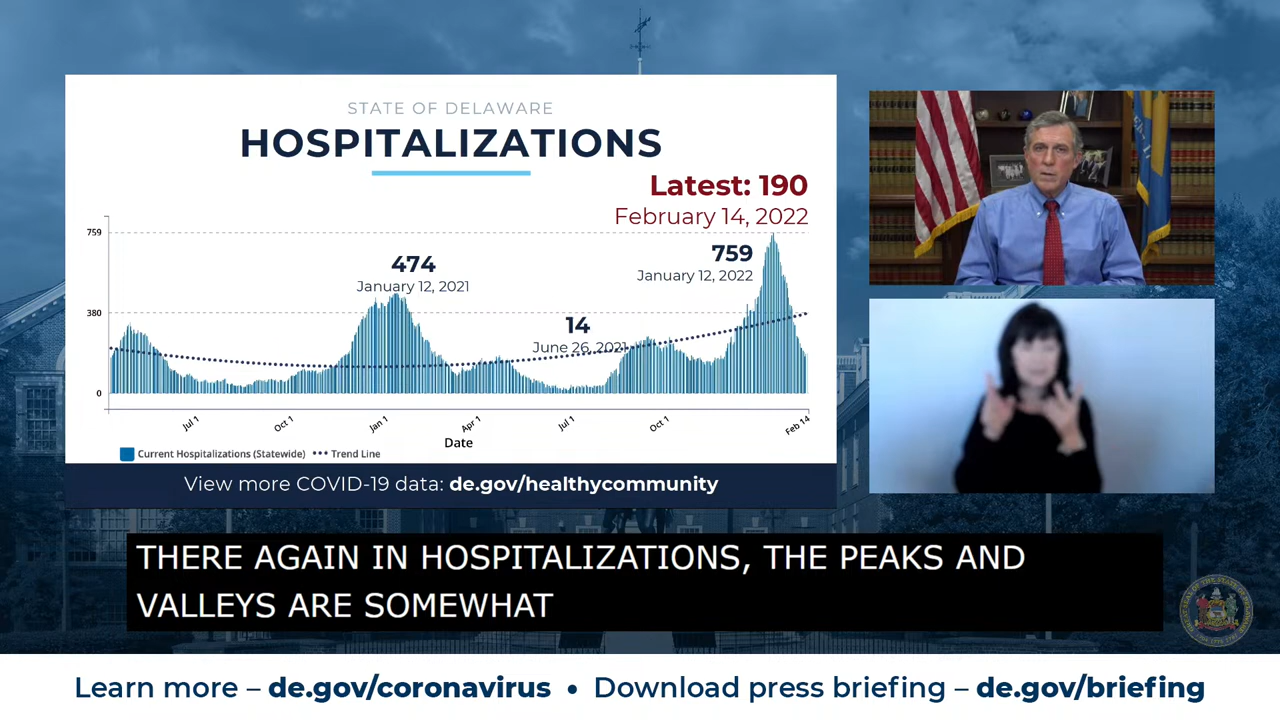 STATE OF DELAWARE
HOSPITALIZATIONS
Latest: 190
February 14, 2022
759
759
January 12, 2022
474
January 12, 2021
380
14
June 26, 2021
0
Jul 1
Oct 1
Jan 1
Apr 1
Jul 1
Oct 1
Feb 14
Date
Current Hospitalizations (Statewide)
Trend Line
View more COVID-19 data: de.gov/healthycommunity
THERE AGAIN IN HOSPITALIZATIONS, THE PEAKS AND
VALLEYS ARE SOMEWHAT
Learn more – de.gov/coronavirus • Download press briefing – de.gov/briefing